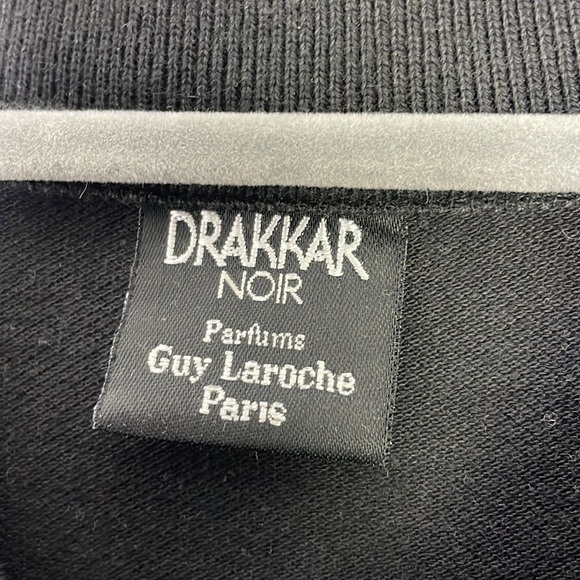 DRAKKAR
NOIR
Parfums
Guy Laroche
Paris